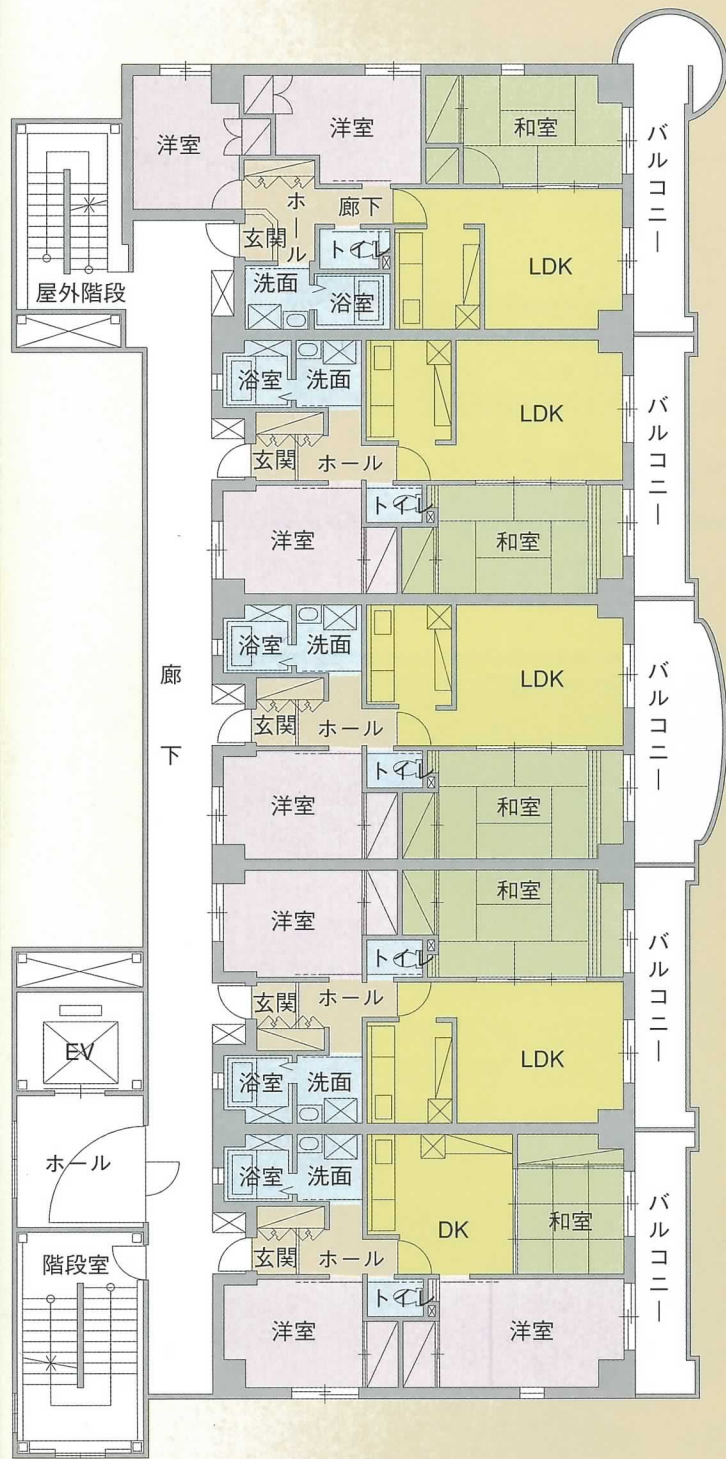 洋室
洋室
和室
バルコニー
屋外階段
玄関
ホール
廊下
トイレ
LDK
洗面
浴室
浴室
洗面
LDK
バルコニー
玄関
ホール
トイレ
洋室
和室
廊下
浴室
洗面
LDK
バルコニー
玄関
ホール
トイレ
洋室
和室
洋室
和室
トイレ
バルコニー
玄関
ホール
EV
LDK
浴室
洗面
ホール
浴室
洗面
DK
和室
バルコニー
階段室
玄関
ホール
トイレ
洋室
洋室